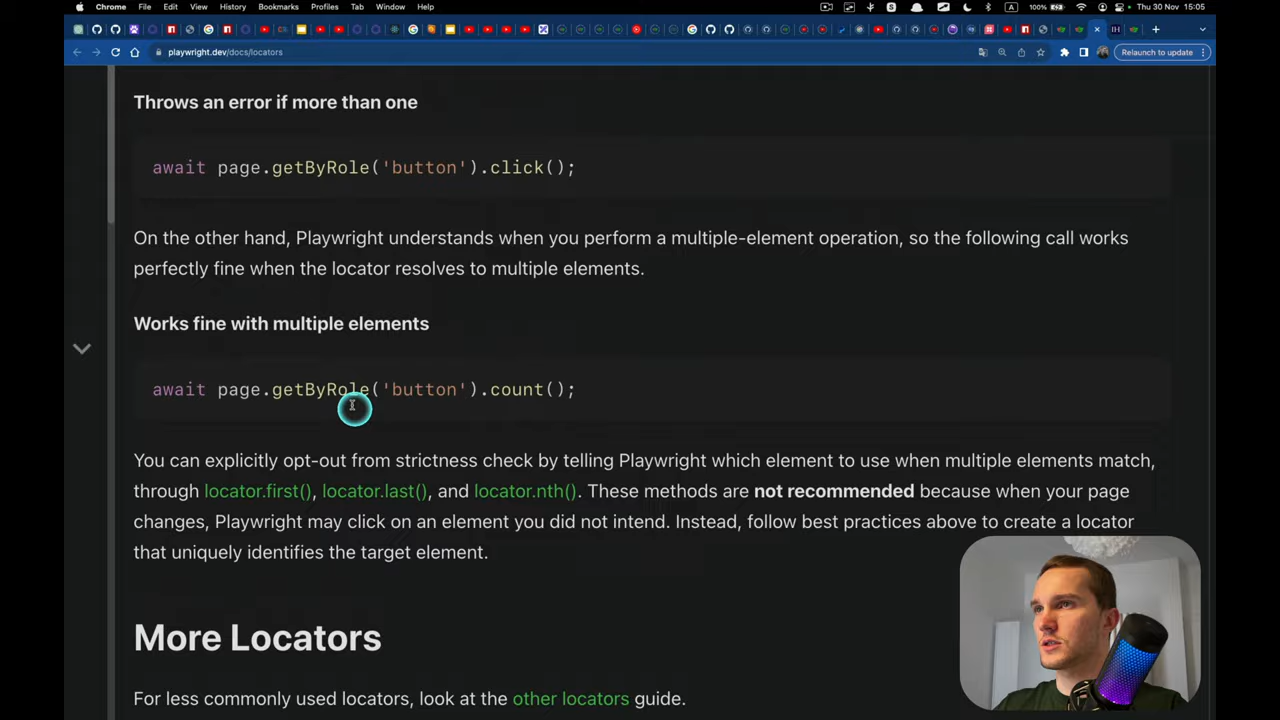 Chrome File Edit View History Bookmarks Profiles Tab Window Help
100% Thu 30 Nov 15:05
playwright.dev/docs/locators
Relaunch to update
Throws an error if more than one
await page.getByRole('button').click();
On the other hand, Playwright understands when you perform a multiple-element operation, so the following call works
perfectly fine when the locator resolves to multiple elements.
Works fine with multiple elements
await page.getByRole('button').count();
You can explicitly opt-out from strictness check by telling Playwright which element to use when multiple elements match,
through locator.first(), locator.last(), and locator.nth(). These methods are not recommended because when your page
changes, Playwright may click on an element you did not intend. Instead, follow best practices above to create a locator
that uniquely identifies the target element.
More Locators
For less commonly used locators, look at the other locators guide.